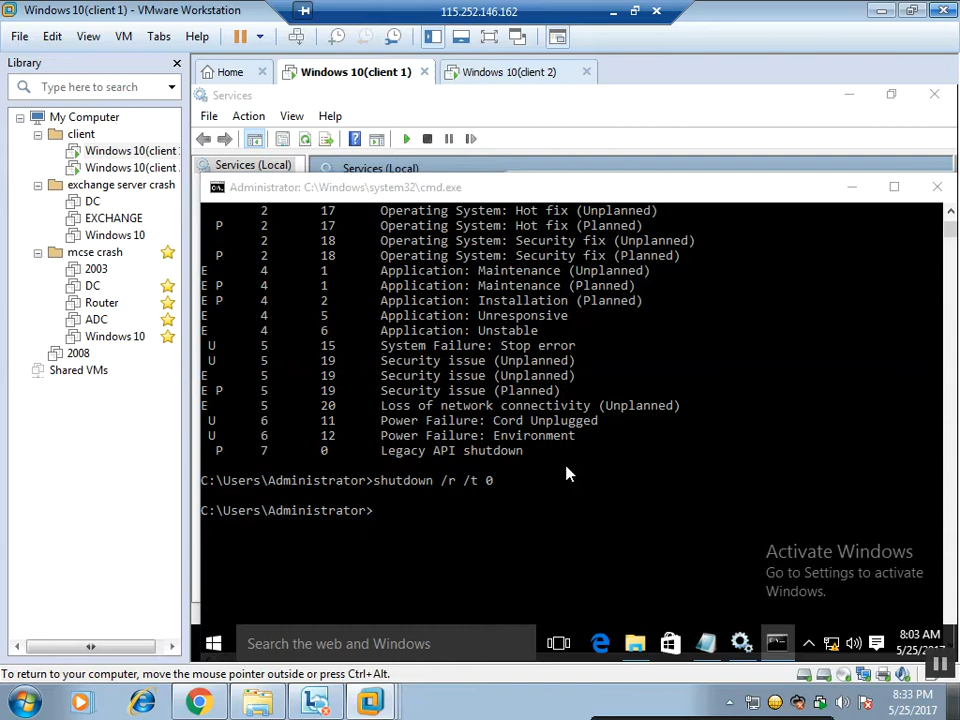 Windows 10(client 1) - VMware Workstation
115.252.146.162
File Edit View VM Tabs Help
Library
Type here to search
My Computer
client
Windows 10(client
Windows 10(client
exchange server crash
DC
EXCHANGE
Windows 10
mcse crash
2003
DC
Router
ADC
Windows 10
2008
Shared VMs
Home
Windows 10(client 1)
Windows 10(client 2)
Services
File Action View Help
Services (Local)
Services (Local)
Administrator: C:\Windows\system32\cmd.exe
2 17 Operating System: Hot fix (Unplanned)
P 2 17 Operating System: Hot fix (Planned)
2 18 Operating System: Security fix (Unplanned)
P 2 18 Operating System: Security fix (Planned)
E 4 1 Application: Maintenance (Unplanned)
E P 4 1 Application: Maintenance (Planned)
E P 4 2 Application: Installation (Planned)
E 4 5 Application: Unresponsive
E 4 6 Application: Unstable
U 5 15 System Failure: Stop error
U 5 19 Security issue (Unplanned)
E 5 19 Security issue (Unplanned)
E P 5 19 Security issue (Planned)
E 5 20 Loss of network connectivity (Unplanned)
U 6 11 Power Failure: Cord Unplugged
U 6 12 Power Failure: Environment
P 7 0 Legacy API shutdown
C:\Users\Administrator>shutdown /r /t 0
C:\Users\Administrator>
Activate Windows
Go to Settings to activate
Windows.
Search the web and Windows
8:03 AM
5/25/2017
To return to your computer, move the mouse pointer outside or press Ctrl+Alt.
8:33 PM
5/25/2017